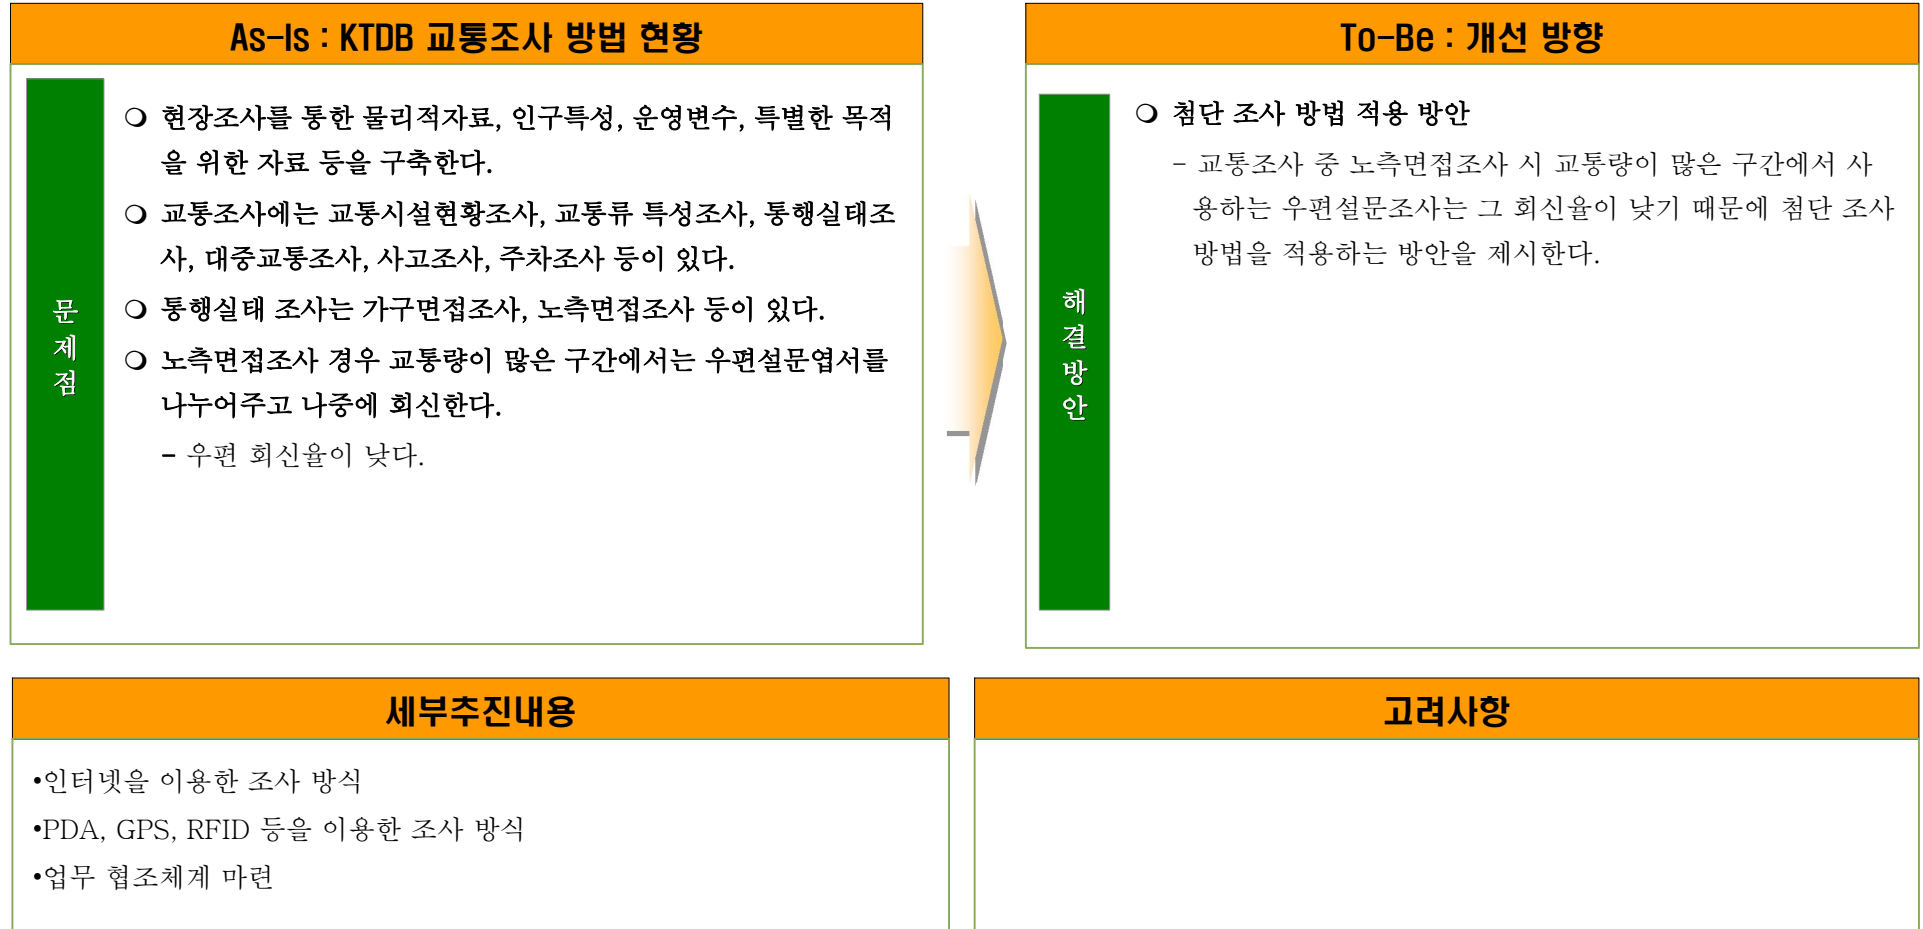 As-Is : KTDB 교통조사 방법 현황
문
제
점
❍ 현장조사를 통한 물리적자료, 인구특성, 운영변수, 특별한 목적
을 위한 자료 등을 구축한다.
❍ 교통조사에는 교통시설현황조사, 교통류 특성조사, 통행실태조
사, 대중교통조사, 사고조사, 주차조사 등이 있다.
❍ 통행실태 조사는 가구면접조사, 노측면접조사 등이 있다.
❍ 노측면접조사 경우 교통량이 많은 구간에서는 우편설문엽서를
나누어주고 나중에 회신한다.
- 우편 회신율이 낮다.
To-Be : 개선 방향
해
결
방
안
❍ 첨단 조사 방법 적용 방안
- 교통조사 중 노측면접조사 시 교통량이 많은 구간에서 사
용하는 우편설문조사는 그 회신율이 낮기 때문에 첨단 조사
방법을 적용하는 방안을 제시한다.
세부추진내용
•인터넷을 이용한 조사 방식
•PDA, GPS, RFID 등을 이용한 조사 방식
•업무 협조체계 마련
고려사항